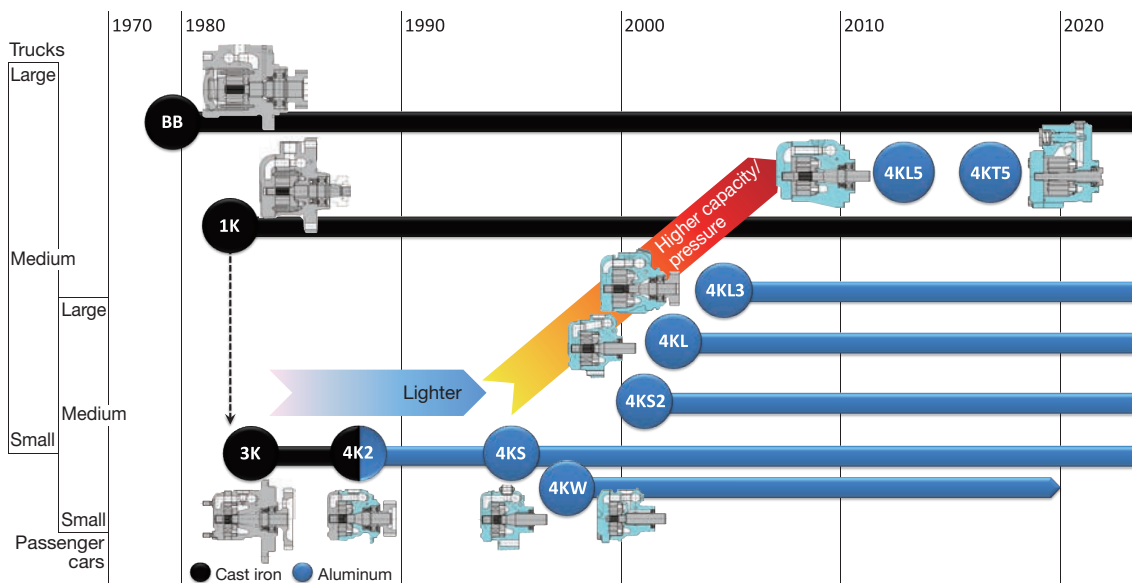 1970
1980
1990
2000
2010
2020
Trucks
Large
BB
4KL5
4KT5
1K
Higher capacity/
pressure
Medium
4KL3
Large
4KL
Lighter
4KS2
Medium
Small
3K
4K2
4KS
4KW
Small
Passenger
cars
Cast iron
Aluminum